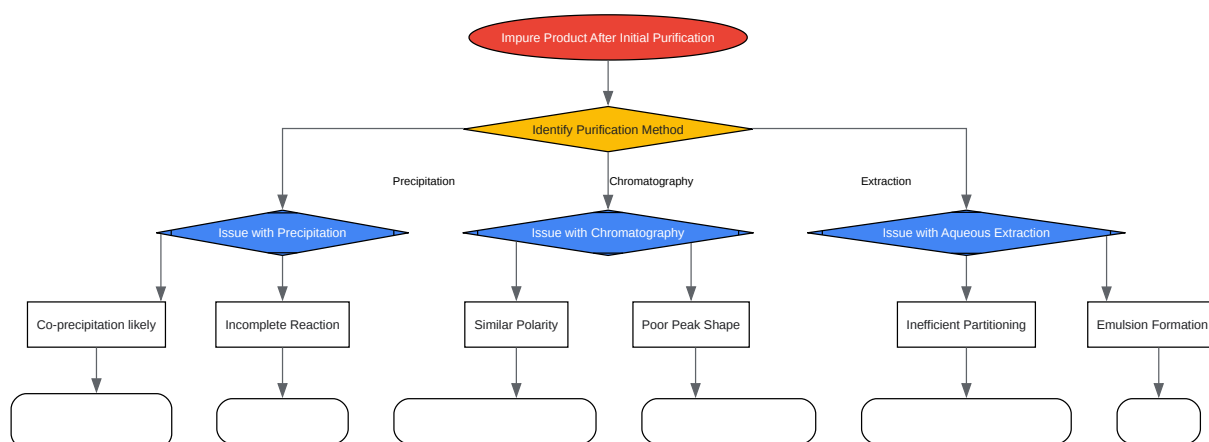 Impure Product After Initial Purification
Identify Purification Method
Precipitation
Chromatography
Extraction
Issue with Precipitation
Issue with Chromatography
Issue with Aqueous Extraction
Co-precipitation likely
Incomplete Reaction
Similar Polarity
Poor Peak Shape
Inefficient Partitioning
Emulsion Formation